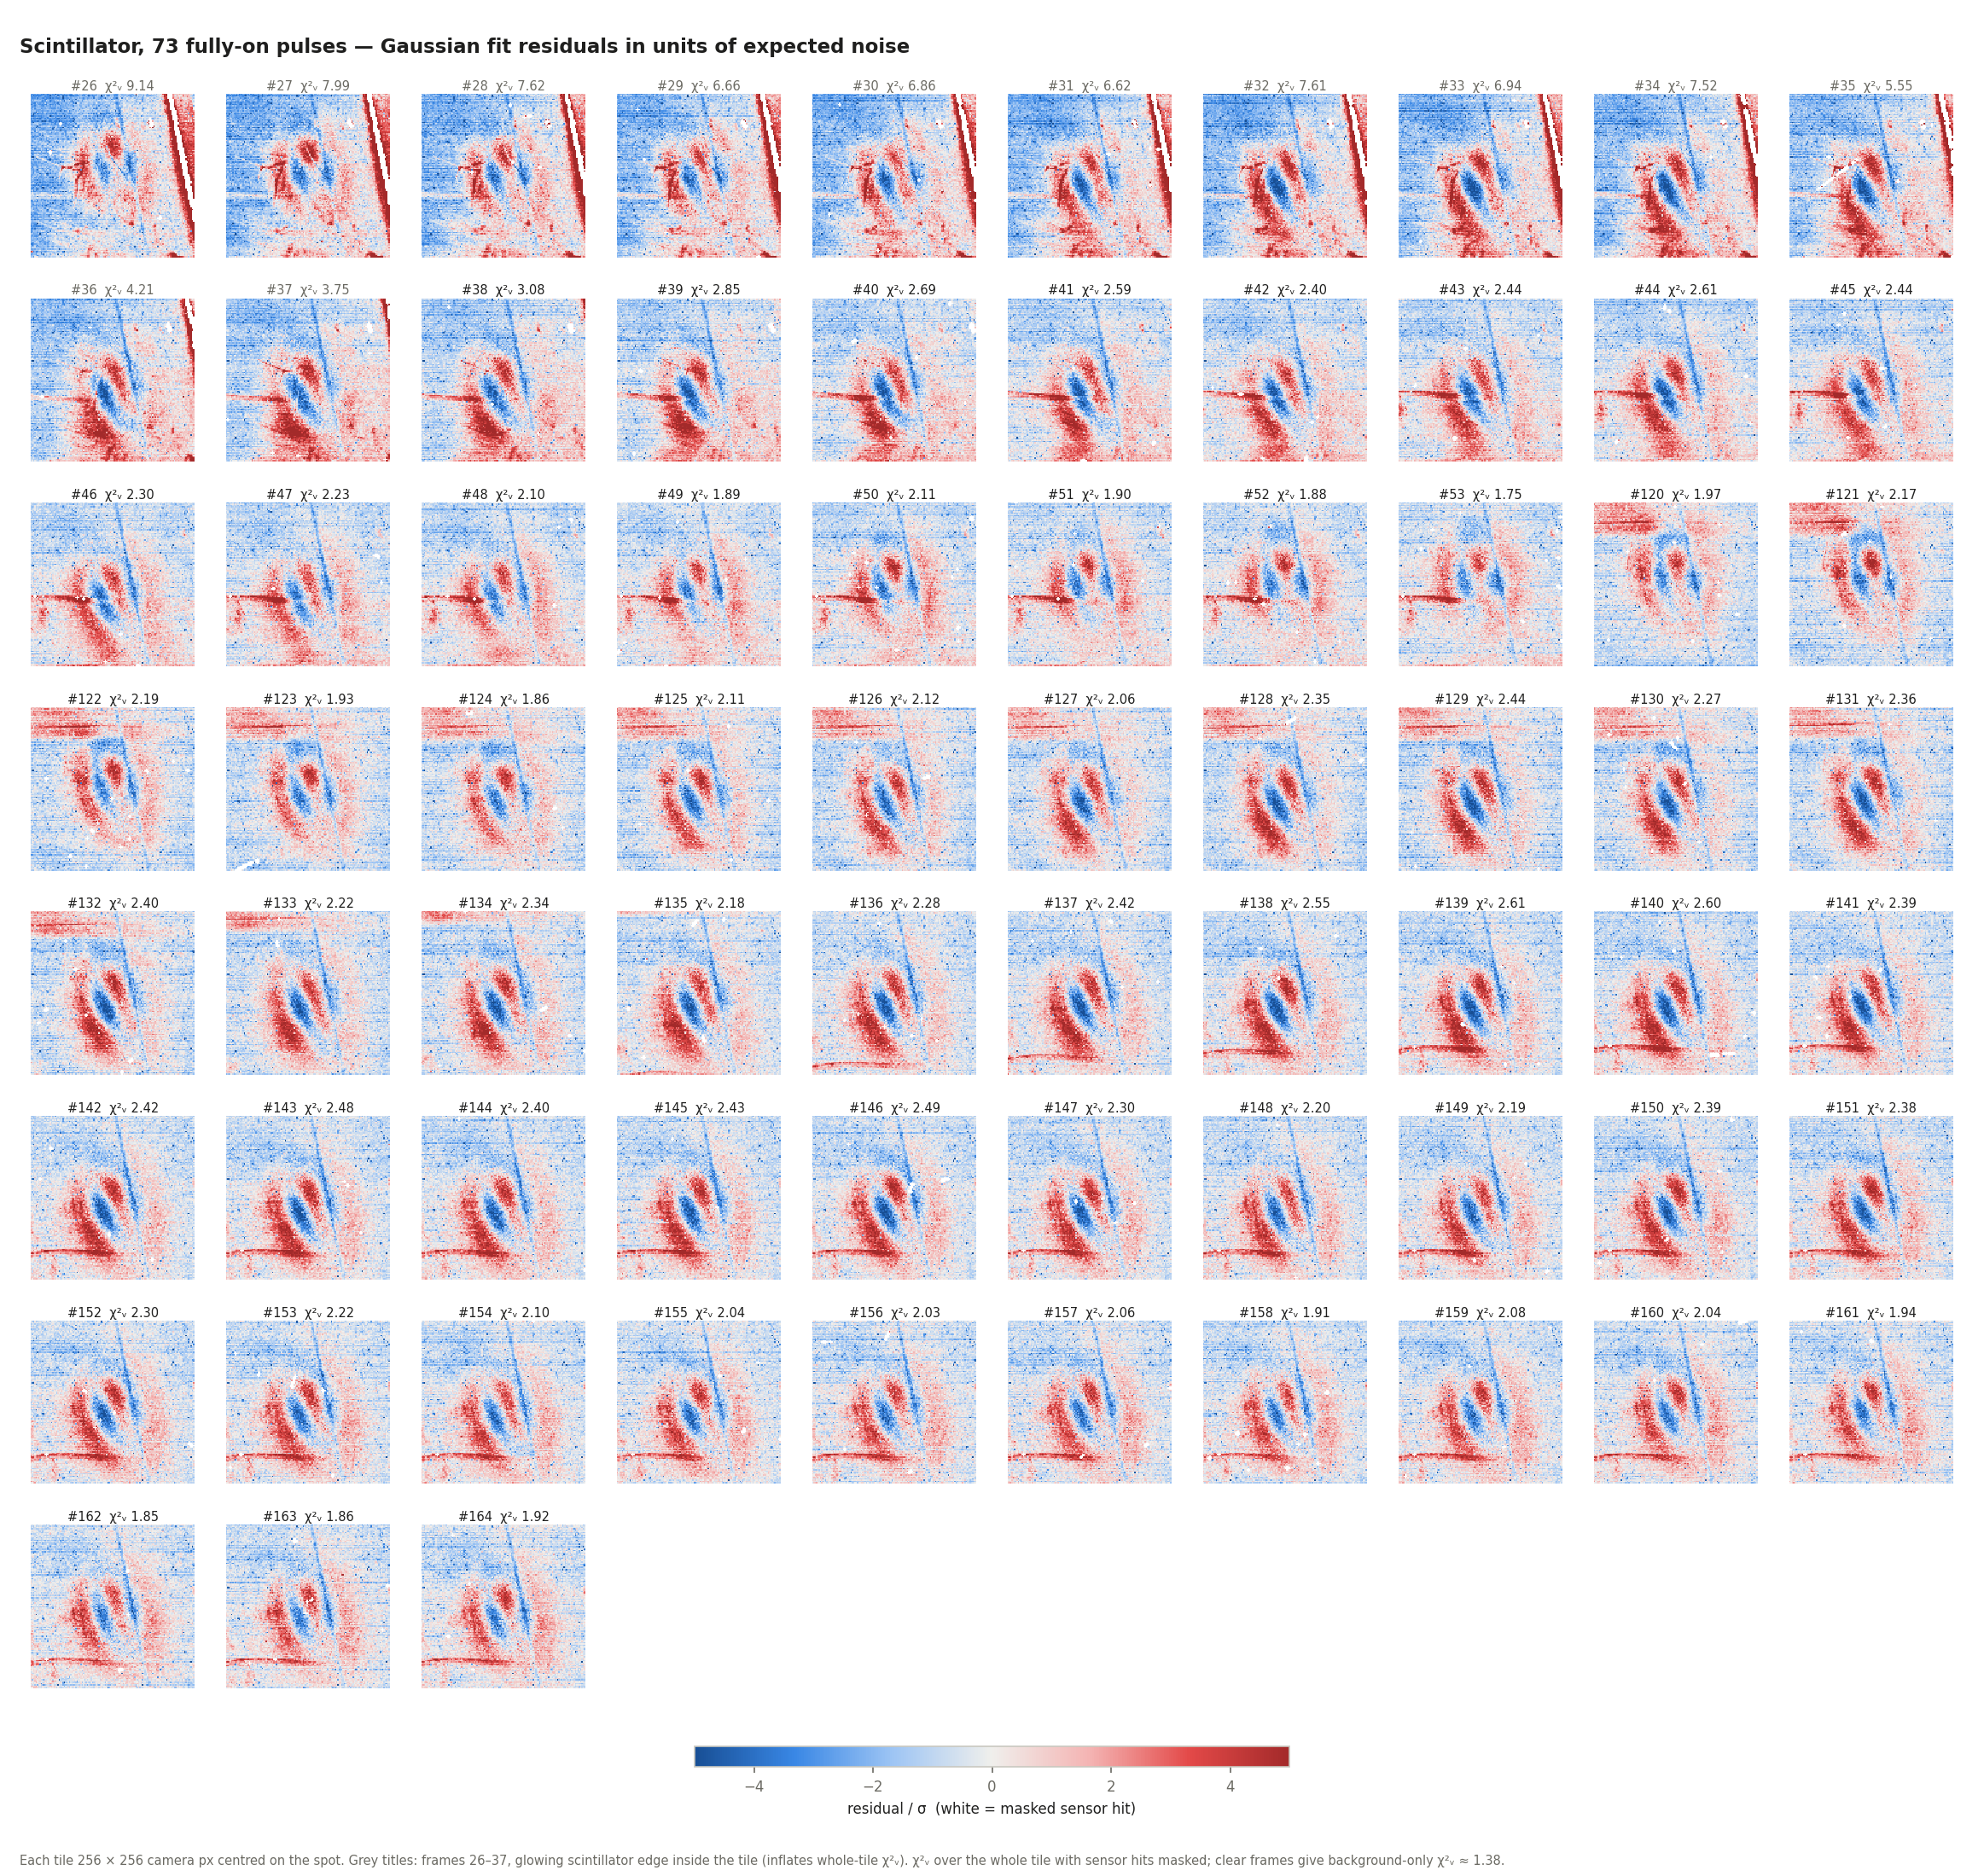 Scintillator, 73 fully-on pulses — Gaussian fit residuals in units of expected noise
#26 χ²ᵥ 9.14 #27 χ²ᵥ 7.99 #28 χ²ᵥ 7.62 #29 χ²ᵥ 6.66 #30 χ²ᵥ 6.86 #31 χ²ᵥ 6.62 #32 χ²ᵥ 7.61 #33 χ²ᵥ 6.94 #34 χ²ᵥ 7.52 #35 χ²ᵥ 5.55
#36 χ²ᵥ 4.21 #37 χ²ᵥ 3.75 #38 χ²ᵥ 3.08 #39 χ²ᵥ 2.85 #40 χ²ᵥ 2.69 #41 χ²ᵥ 2.59 #42 χ²ᵥ 2.40 #43 χ²ᵥ 2.44 #44 χ²ᵥ 2.61 #45 χ²ᵥ 2.44
#46 χ²ᵥ 2.30 #47 χ²ᵥ 2.23 #48 χ²ᵥ 2.10 #49 χ²ᵥ 1.89 #50 χ²ᵥ 2.11 #51 χ²ᵥ 1.90 #52 χ²ᵥ 1.88 #53 χ²ᵥ 1.75 #120 χ²ᵥ 1.97 #121 χ²ᵥ 2.17
#122 χ²ᵥ 2.19 #123 χ²ᵥ 1.93 #124 χ²ᵥ 1.86 #125 χ²ᵥ 2.11 #126 χ²ᵥ 2.12 #127 χ²ᵥ 2.06 #128 χ²ᵥ 2.35 #129 χ²ᵥ 2.44 #130 χ²ᵥ 2.27 #131 χ²ᵥ 2.36
#132 χ²ᵥ 2.40 #133 χ²ᵥ 2.22 #134 χ²ᵥ 2.34 #135 χ²ᵥ 2.18 #136 χ²ᵥ 2.28 #137 χ²ᵥ 2.42 #138 χ²ᵥ 2.55 #139 χ²ᵥ 2.61 #140 χ²ᵥ 2.60 #141 χ²ᵥ 2.39
#142 χ²ᵥ 2.42 #143 χ²ᵥ 2.48 #144 χ²ᵥ 2.40 #145 χ²ᵥ 2.43 #146 χ²ᵥ 2.49 #147 χ²ᵥ 2.30 #148 χ²ᵥ 2.20 #149 χ²ᵥ 2.19 #150 χ²ᵥ 2.39 #151 χ²ᵥ 2.38
#152 χ²ᵥ 2.30 #153 χ²ᵥ 2.22 #154 χ²ᵥ 2.10 #155 χ²ᵥ 2.04 #156 χ²ᵥ 2.03 #157 χ²ᵥ 2.06 #158 χ²ᵥ 1.91 #159 χ²ᵥ 2.08 #160 χ²ᵥ 2.04 #161 χ²ᵥ 1.94
#162 χ²ᵥ 1.85 #163 χ²ᵥ 1.86 #164 χ²ᵥ 1.92
−4 −2 0 2 4
residual / σ (white = masked sensor hit)
Each tile 256 × 256 camera px centred on the spot. Grey titles: frames 26–37, glowing scintillator edge inside the tile (inflates whole-tile χ²ᵥ). χ²ᵥ over the whole tile with sensor hits masked; clear frames give background-only χ²ᵥ ≈ 1.38.